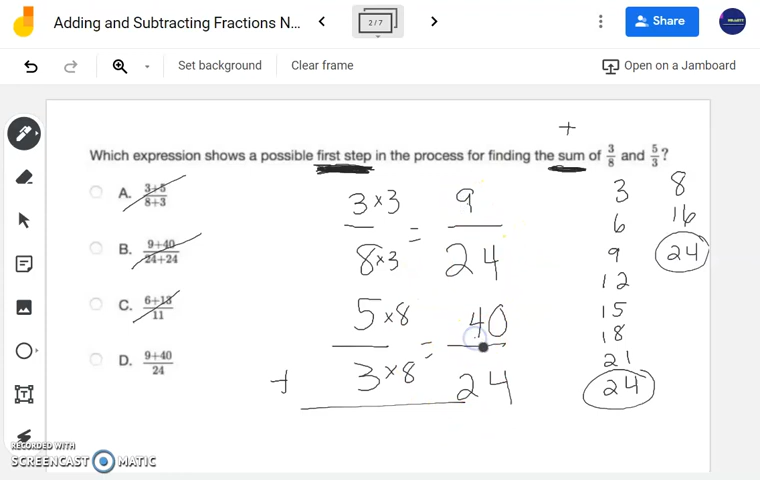 Adding and Subtracting Fractions N...
2/7
Share
Set background
Clear frame
Open on a Jamboard
+
Which expression shows a possible first step in the process for finding the sum of 3/8 and 5/3?
A. 3+5/8+3
B. 9+40/24+24
C. 6+13/11
D. 9+40/24
3 × 3 / 8 × 3 = 9/24
+ 5 × 8 / 3 × 8 = 40/24
3
6
9
12
15
18
21
24
8
16
24
RECORDED WITH
SCREENCAST MATIC